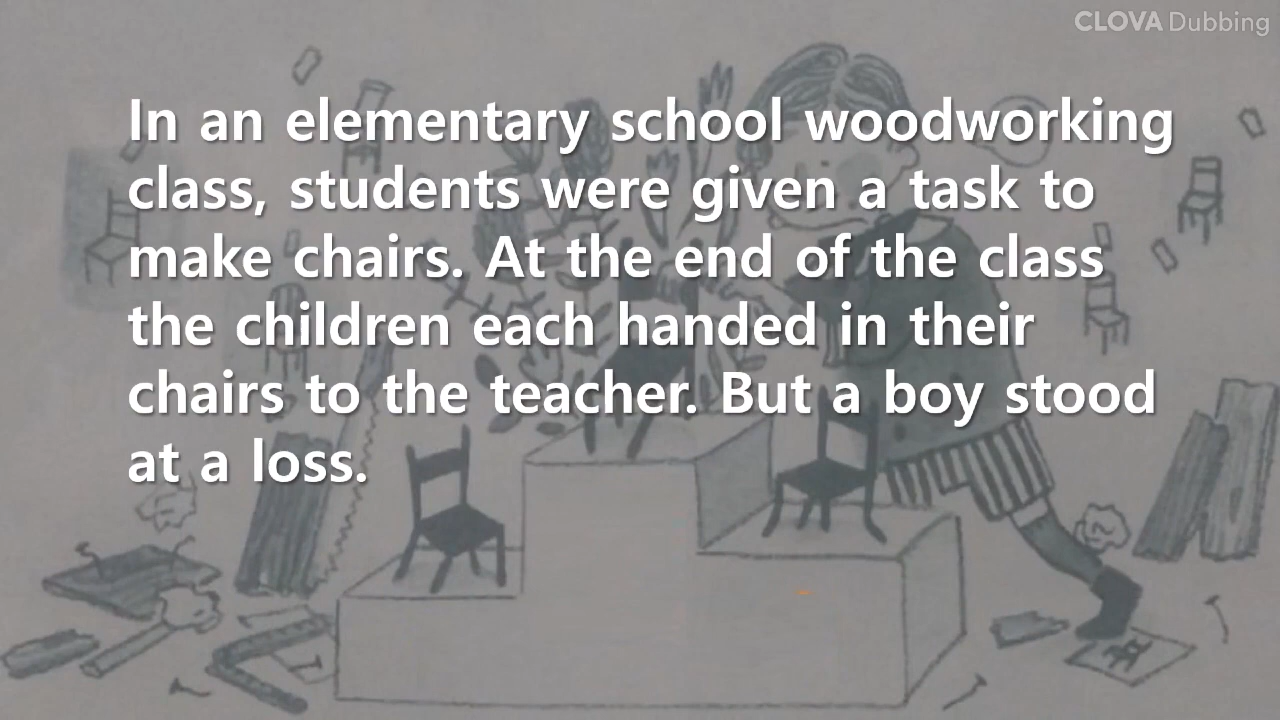 CLOVA Dubbing
In an elementary school woodworking
class, students were given a task to
make chairs. At the end of the class
the children each handed in their
chairs to the teacher. But a boy stood
at a loss.